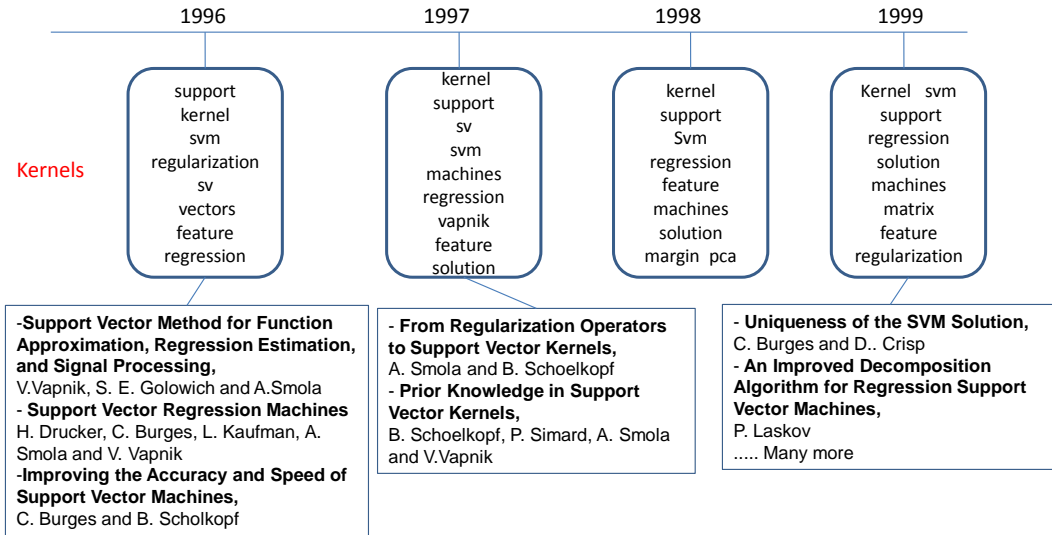 1996 1997 1998 1999
Kernels
support
kernel
svm
regularization
sv
vectors
feature
regression
kernel
support
sv
svm
machines
regression
vapnik
feature
solution
kernel
support
Svm
regression
feature
machines
solution
margin pca
Kernel svm
support
regression
solution
machines
matrix
feature
regularization
-Support Vector Method for Function
Approximation, Regression Estimation,
and Signal Processing,
V.Vapnik, S. E. Golowich and A.Smola
- Support Vector Regression Machines
H. Drucker, C. Burges, L. Kaufman, A.
Smola and V. Vapnik
-Improving the Accuracy and Speed of
Support Vector Machines,
C. Burges and B. Scholkopf
- From Regularization Operators
to Support Vector Kernels,
A. Smola and B. Schoelkopf
- Prior Knowledge in Support
Vector Kernels,
B. Schoelkopf, P. Simard, A. Smola
and V.Vapnik
- Uniqueness of the SVM Solution,
C. Burges and D.. Crisp
- An Improved Decomposition
Algorithm for Regression Support
Vector Machines,
P. Laskov
..... Many more